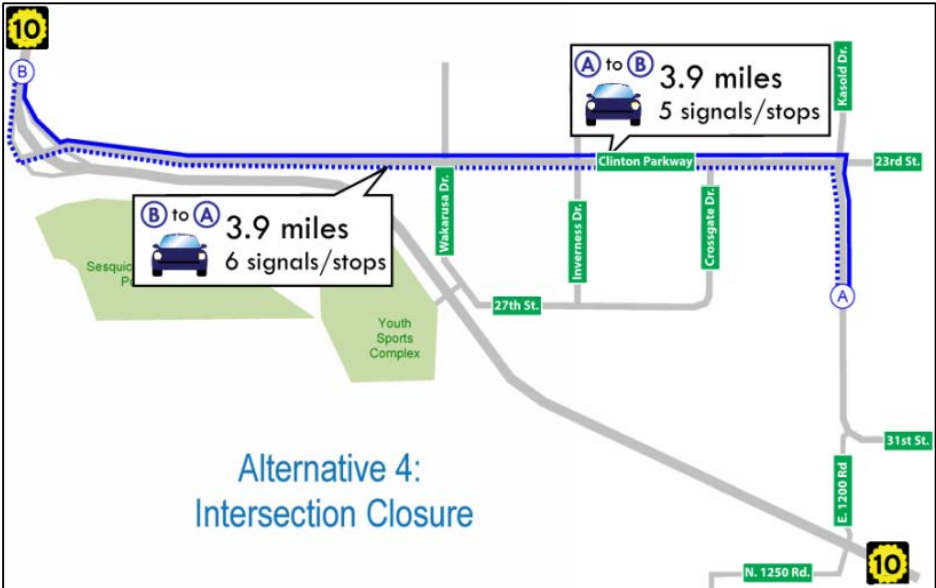 10
B
A to B
3.9 miles
5 signals/stops
Kasold Dr.
Clinton Parkway
23rd St.
B to A
3.9 miles
6 signals/stops
Wakarusa Dr.
Inverness Dr.
Crossgate Dr.
Sesquic
A
27th St.
Youth
Sports
Complex
31st St.
Alternative 4:
Intersection Closure
E. 1200 Rd
10
N. 1250 Rd.